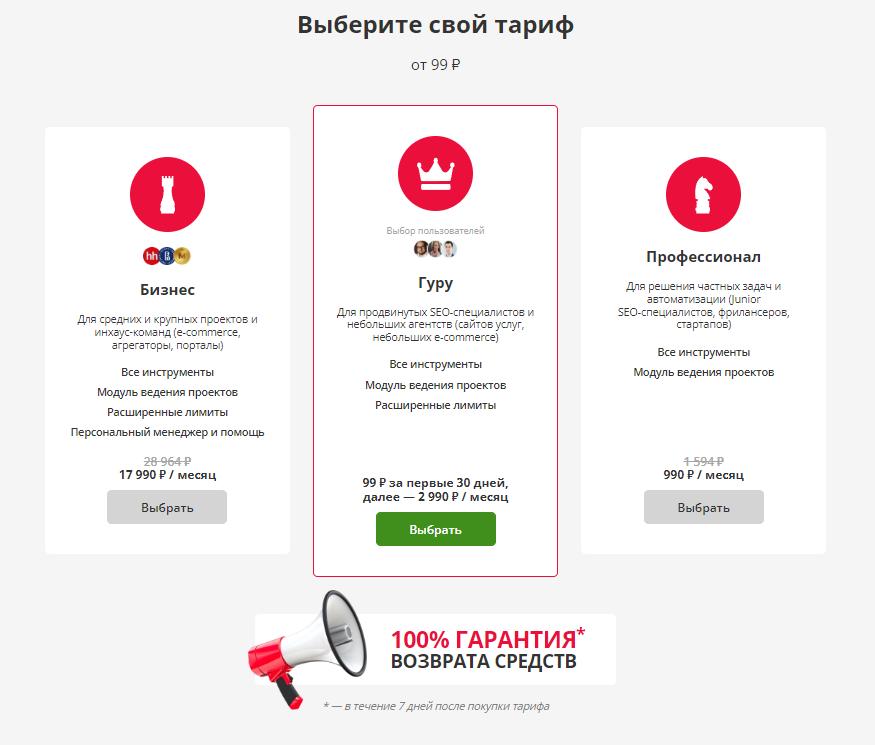 Выберите свой тариф
от 99 ₽
hh
Бизнес
Для средних и крупных проектов и
инхаус-команд (e-commerce,
агрегаторы, порталы)
Все инструменты
Модуль ведения проектов
Расширенные лимиты
Персональный менеджер и помощь
28 964 ₽
17 990 ₽ / месяц
Выбрать
Выбор пользователей
Гуру
Для продвинутых SEO-специалистов и
небольших агентств (сайтов услуг,
небольших e-commerce)
Все инструменты
Модуль ведения проектов
Расширенные лимиты
99 ₽ за первые 30 дней,
далее — 2 990 ₽ / месяц
Выбрать
Профессионал
Для решения частных задач и
автоматизации (Junior
SEO-специалистов, фрилансеров,
стартапов)
Все инструменты
Модуль ведения проектов
1 594 ₽
990 ₽ / месяц
Выбрать
100% ГАРАНТИЯ*
ВОЗВРАТА СРЕДСТВ
* — в течение 7 дней после покупки тарифа